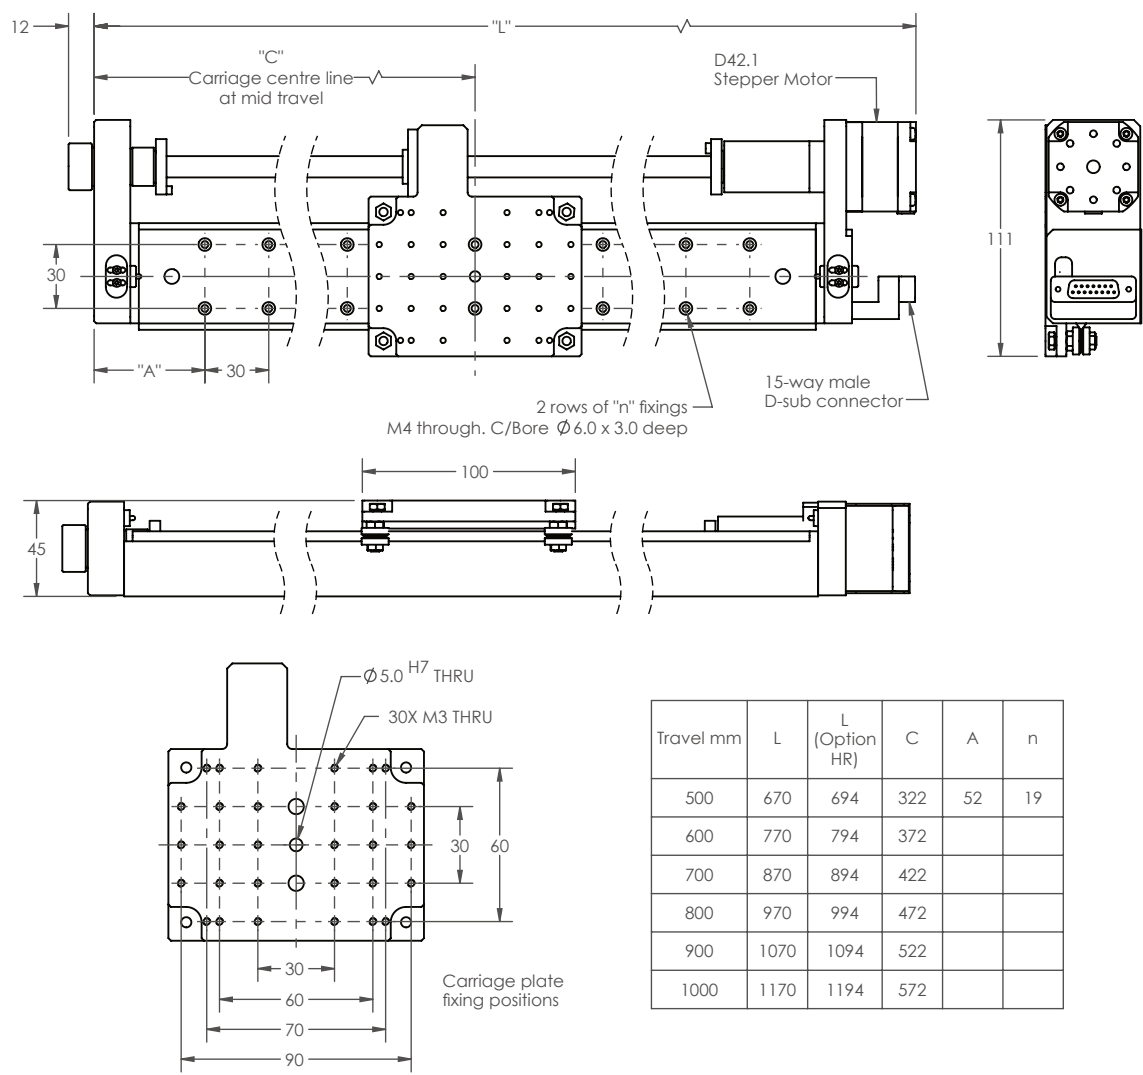 12
"L"
"C"
Carriage centre line
at mid travel
D42.1
Stepper Motor
30
111
"A"
30
15-way male
D-sub connector
2 rows of "n" fixings
M4 through. C/Bore Ø 6.0 x 3.0 deep
100
45
Ø 5.0 H7 THRU
30X M3 THRU
30
60
30
60
70
90
Carriage plate
fixing positions
Travel mm L L (Option HR) C A n
500 670 694 322 52 19
600 770 794 372
700 870 894 422
800 970 994 472
900 1070 1094 522
1000 1170 1194 572